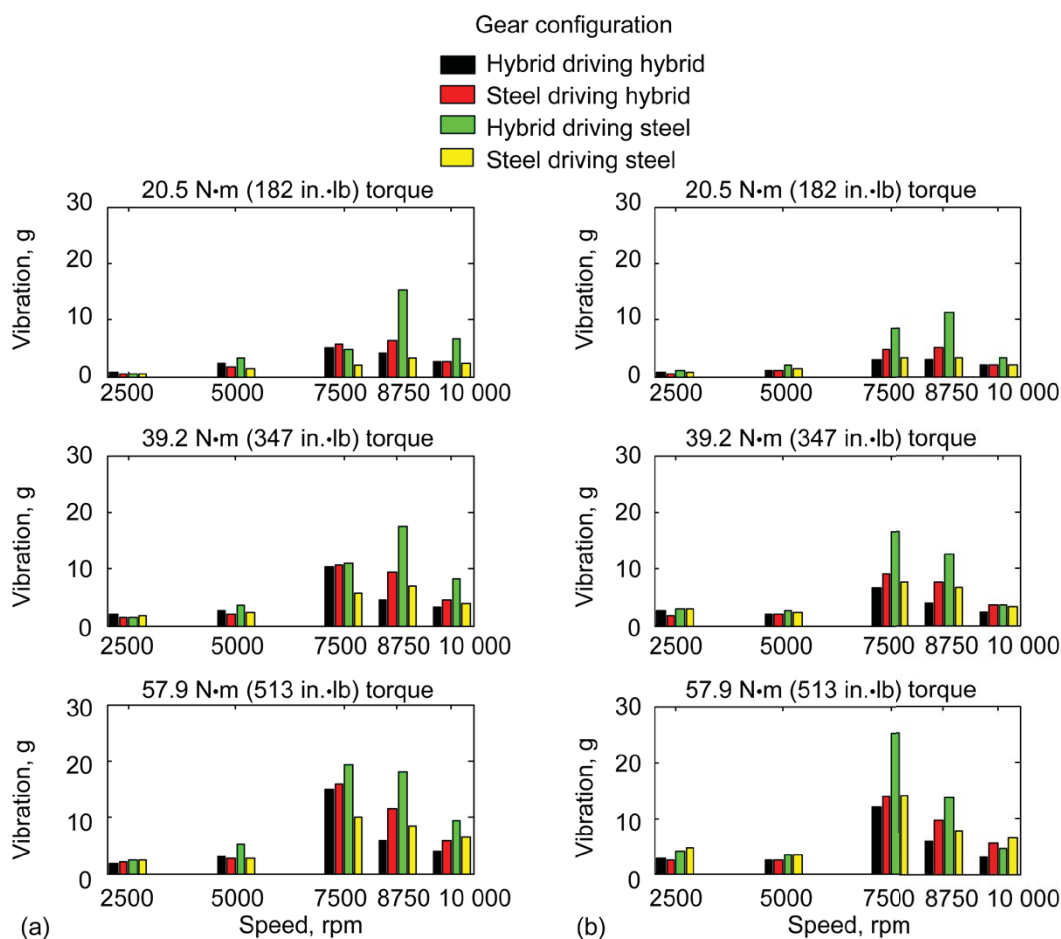 Gear configuration
Hybrid driving hybrid
Steel driving hybrid
Hybrid driving steel
Steel driving steel
20.5 N•m (182 in.•lb) torque
30
20
10
0
Vibration, g
2500 5000 7500 8750 10 000
20.5 N•m (182 in.•lb) torque
30
20
10
0
Vibration, g
2500 5000 7500 8750 10 000
39.2 N•m (347 in.•lb) torque
30
20
10
0
Vibration, g
2500 5000 7500 8750 10 000
39.2 N•m (347 in.•lb) torque
30
20
10
0
Vibration, g
2500 5000 7500 8750 10 000
57.9 N•m (513 in.•lb) torque
30
20
10
0
Vibration, g
2500 5000 7500 8750 10 000
(a) Speed, rpm
57.9 N•m (513 in.•lb) torque
30
20
10
0
Vibration, g
2500 5000 7500 8750 10 000
(b) Speed, rpm